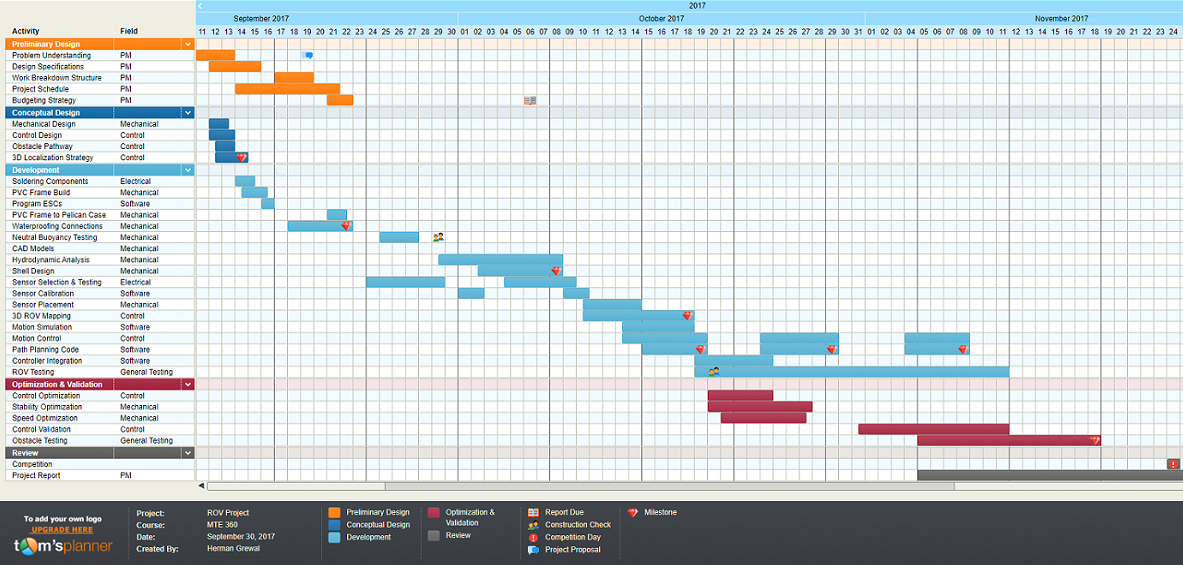 2017
September 2017 October 2017 November 2017
Activity Field 11 12 13 14 15 16 17 18 19 20 21 22 23 24 25 26 27 28 29 30 01 02 03 04 05 06 07 08 09 10 11 12 13 14 15 16 17 18 19 20 21 22 23 24 25 26 27 28 29 30 31 01 02 03 04 05 06 07 08 09 10 11 12 13 14 15 16 17 18 19 20 21 22 23 24
Preliminary Design
Problem Understanding PM
Design Specifications PM
Work Breakdown Structure PM
Project Schedule PM
Budgeting Strategy PM
Conceptual Design
Mechanical Design Mechanical
Control Design Control
Obstacle Pathway Control
3D Localization Strategy Control
Development
Soldering Components Electrical
PVC Frame Build Mechanical
Program ESCs Software
PVC Frame to Pelican Case Mechanical
Waterproofing Connections Mechanical
Neutral Buoyancy Testing Mechanical
CAD Models Mechanical
Hydrodynamic Analysis Mechanical
Shell Design Mechanical
Sensor Selection & Testing Electrical
Sensor Calibration Software
Sensor Placement Mechanical
3D ROV Mapping Control
Motion Simulation Software
Motion Control Control
Path Planning Code Software
Controller Integration Software
ROV Testing General Testing
Optimization & Validation
Control Optimization Control
Stability Optimization Mechanical
Speed Optimization Mechanical
Control Validation Control
Obstacle Testing General Testing
Review
Competition
Project Report PM
To add your own logo
UPGRADE HERE
tom'splanner
Project: ROV Project
Course: MTE 360
Date: September 30, 2017
Created By: Herman Grewal
Preliminary Design
Conceptual Design
Development
Optimization &
Validation
Review
Report Due
Construction Check
Competition Day
Project Proposal
Milestone